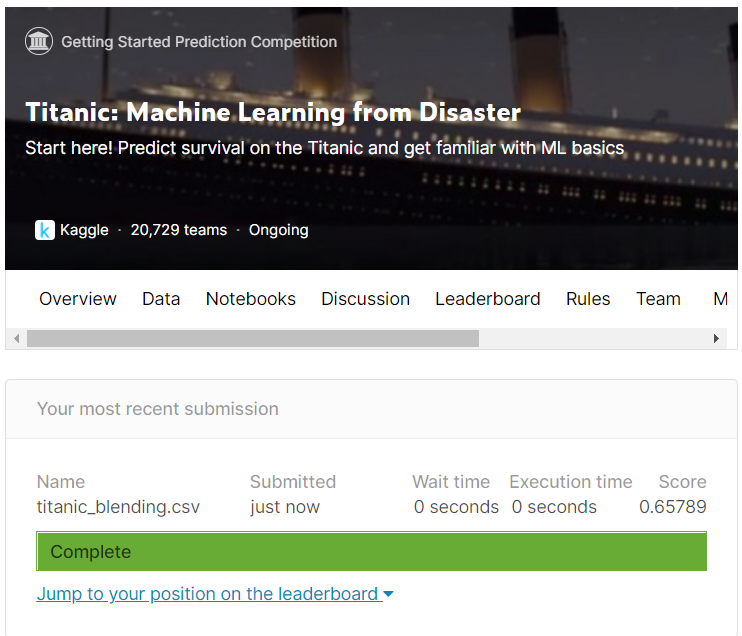 Getting Started Prediction Competition
Titanic: Machine Learning from Disaster
Start here! Predict survival on the Titanic and get familiar with ML basics
k Kaggle · 20,729 teams · Ongoing
Overview Data Notebooks Discussion Leaderboard Rules Team M
Your most recent submission
Name Submitted Wait time Execution time Score
titanic_blending.csv just now 0 seconds 0 seconds 0.65789
Complete
Jump to your position on the leaderboard